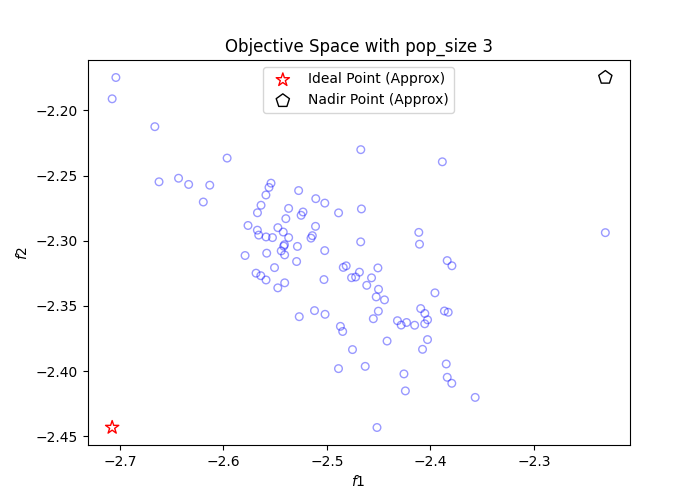 Objective Space with pop_size 3
Ideal Point (Approx)
Nadir Point (Approx)
−2.20
−2.25
−2.30
−2.35
−2.40
−2.45
f2
−2.7
−2.6
−2.5
−2.4
−2.3
f1